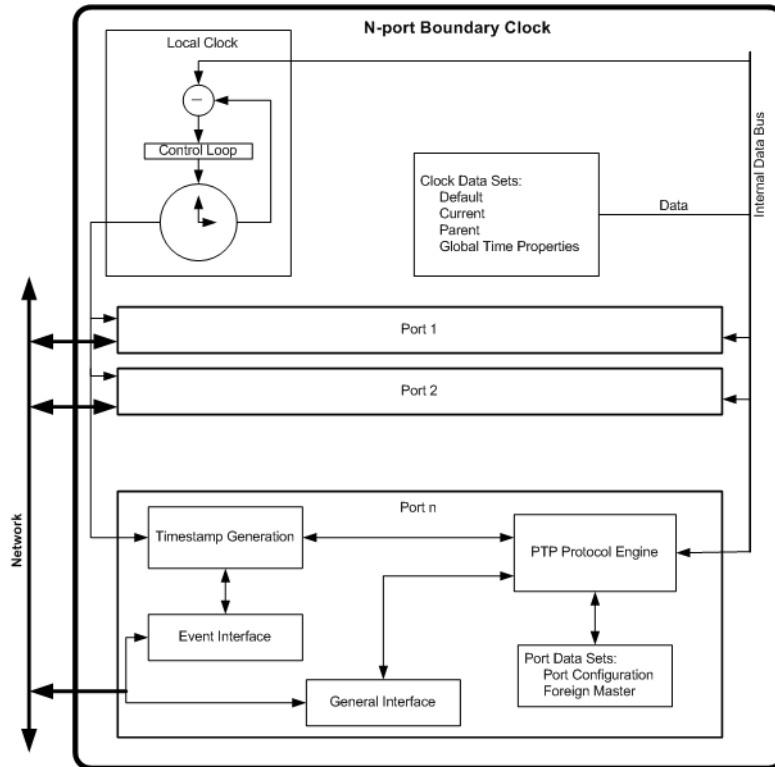 N-port Boundary Clock
Local Clock
Control Loop
Clock Data Sets:
Default
Current
Parent
Global Time Properties
Data
Internal Data Bus
Port 1
Port 2
Network
Port n
Timestamp Generation
PTP Protocol Engine
Event Interface
Port Data Sets:
Port Configuration
Foreign Master
General Interface